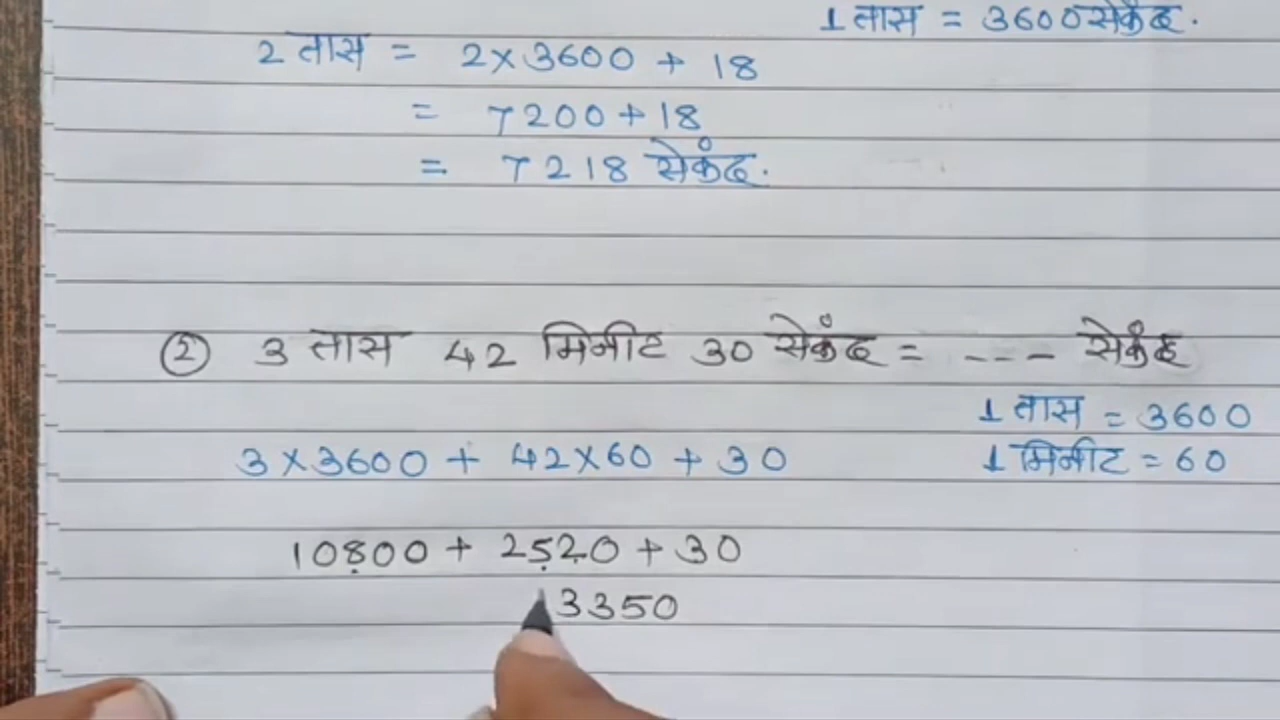 1 तास = 3600 सेकंद.
2 तास = 2 × 3600 + 18
= 7200 + 18
= 7218 सेकंद.
② 3 तास 42 मिनीट 30 सेकंद = --- सेकंद
1 तास = 3600
3 × 3600 + 42 × 60 + 30
1 मिनीट = 60
10800 + 2520 + 30
3350